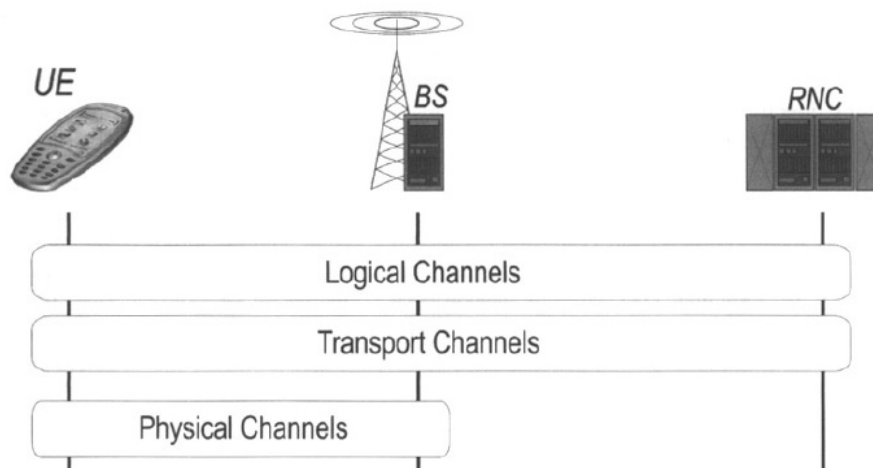 UE
BS
RNC
Logical Channels
Transport Channels
Physical Channels